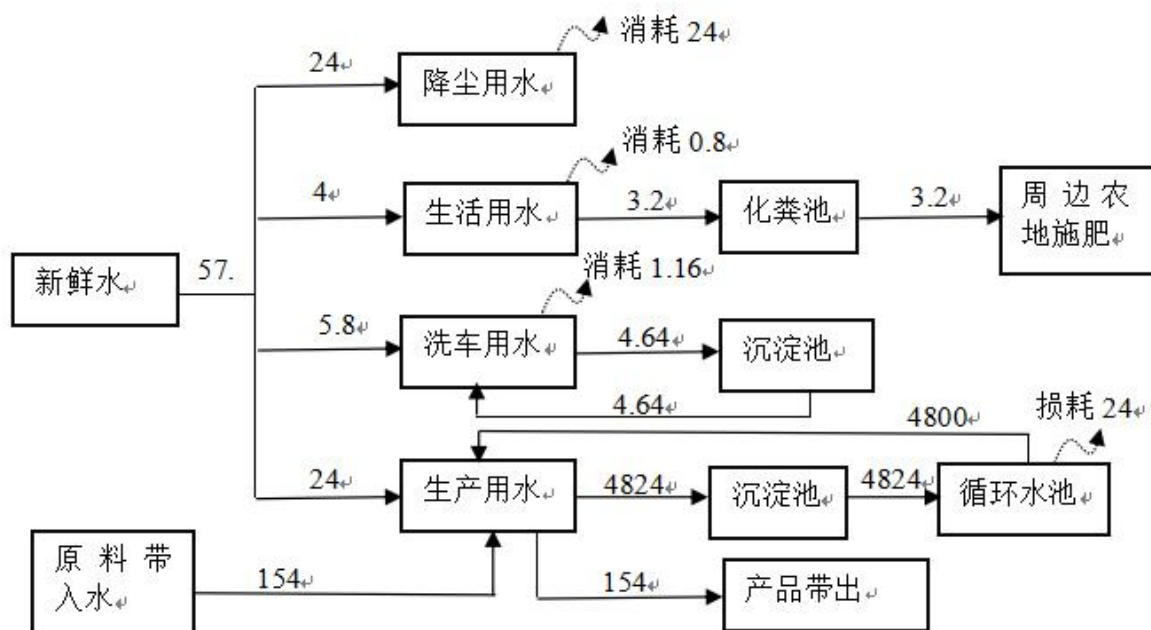 消耗 24
24
降尘用水
消耗 0.8
4
生活用水
3.2
化粪池
3.2
周边农
地施肥
新鲜水
57.
消耗 1.16
5.8
洗车用水
4.64
沉淀池
4.64
4800
损耗 24
24
生产用水
4824
沉淀池
4824
循环水池
原料带
入水
154
154
产品带出